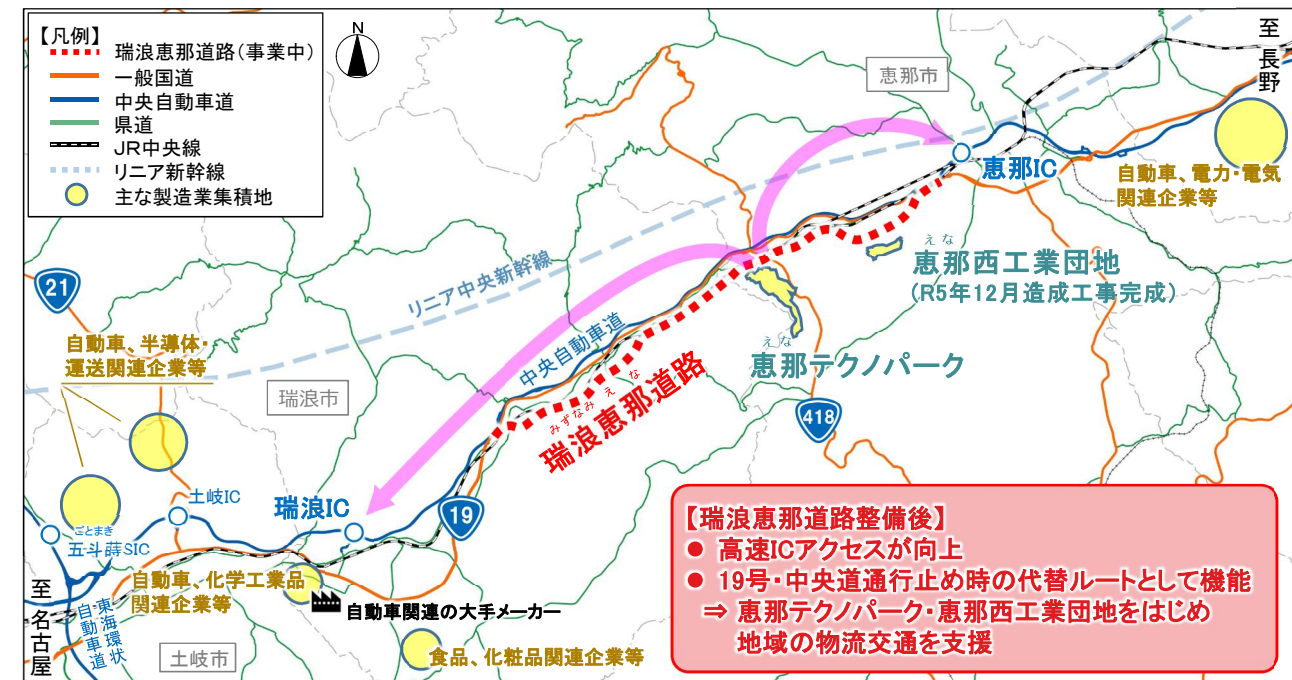 【凡例】
瑞浪恵那道路(事業中)
一般国道
中央自動車道
県道
JR中央線
リニア新幹線
主な製造業集積地
N
恵那市
至長野
恵那IC
自動車、電力・電気
関連企業等
えな
恵那西工業団地
(R5年12月造成工事完成)
リニア中央新幹線
21
自動車、半導体・
運送関連企業等
中央自動車道
えな
恵那テクノパーク
みずなみえな
瑞浪恵那道路
瑞浪市
418
土岐IC
瑞浪IC
19
ごとまき
五斗蒔SIC
自動車、化学工業品
関連企業等
自動車関連の大手メーカー
至名古屋
東海環状
自動車道
土岐市
食品、化粧品関連企業等
【瑞浪恵那道路整備後】
● 高速ICアクセスが向上
● 19号・中央道通行止め時の代替ルートとして機能
⇒ 恵那テクノパーク・恵那西工業団地をはじめ
地域の物流交通を支援